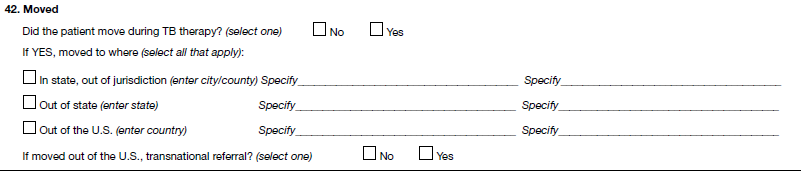 42. Moved
Did the patient move during TB therapy? (select one) No Yes
If YES, moved to where (select all that apply):
In state, out of jurisdiction (enter city/county) Specify Specify
Out of state (enter state) Specify Specify
Out of the U.S. (enter country) Specify Specify
If moved out of the U.S., transnational referral? (select one) No Yes